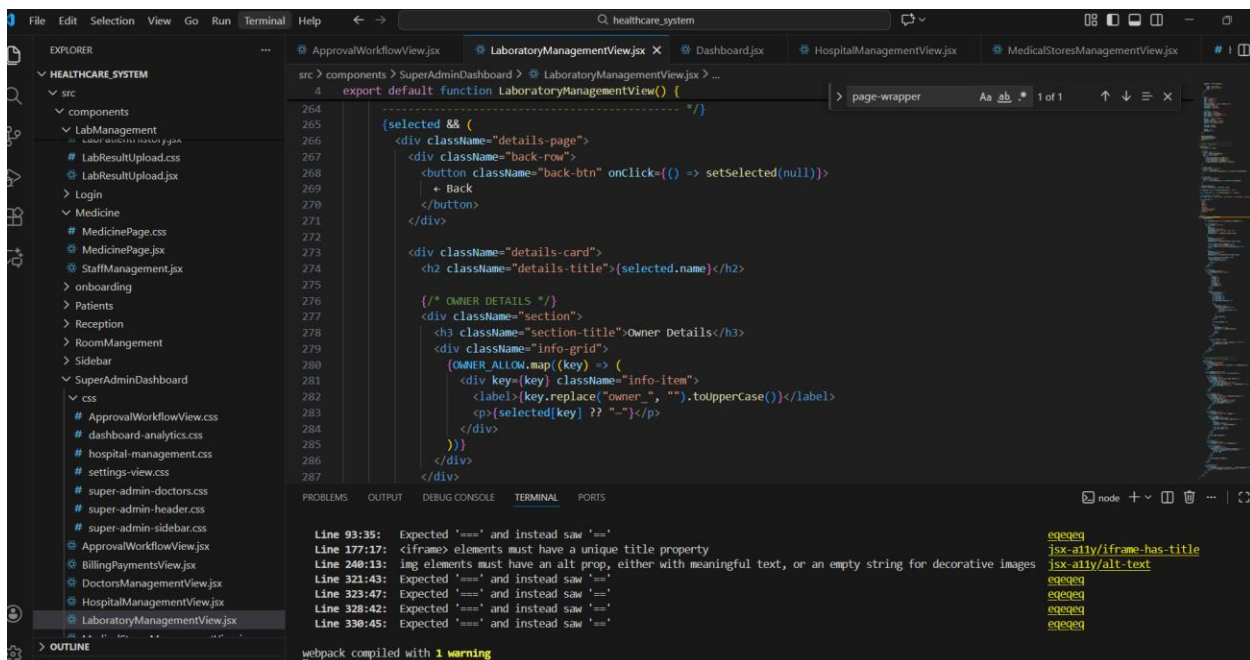 File Edit Selection View Go Run Terminal Help ← → healthcare_system
EXPLORER ...
HEALTHCARE_SYSTEM
src
components
LabManagement
LabPatientHistory.jsx
# LabResultUpload.css
LabResultUpload.jsx
> Login
Medicine
# MedicinePage.css
MedicinePage.jsx
StaffManagement.jsx
> onboarding
> Patients
> Reception
> RoomMangement
> Sidebar
SuperAdminDashboard
css
# ApprovalWorkflowView.css
# dashboard-analytics.css
# hospital-management.css
# settings-view.css
# super-admin-doctors.css
# super-admin-header.css
# super-admin-sidebar.css
ApprovalWorkflowView.jsx
BillingPaymentsView.jsx
DoctorsManagementView.jsx
HospitalManagementView.jsx
LaboratoryManagementView.jsx
> OUTLINE
ApprovalWorkflowView.jsx LaboratoryManagementView.jsx × Dashboard.jsx HospitalManagementView.jsx MedicalStoresManagementView.jsx #
src > components > SuperAdminDashboard > LaboratoryManagementView.jsx > ...
4 export default function LaboratoryManagementView() {
> page-wrapper Aa ab .* 1 of 1 ↑ ↓ ×
264 ---------------------------------------------- */}
265 {selected && (
266 <div className="details-page">
267 <div className="back-row">
268 <button className="back-btn" onClick={() => setSelected(null)}>
269 ← Back
270 </button>
271 </div>
272
273 <div className="details-card">
274 <h2 className="details-title">{selected.name}</h2>
275
276 {/* OWNER DETAILS */}
277 <div className="section">
278 <h3 className="section-title">Owner Details</h3>
279 <div className="info-grid">
280 {OWNER_ALLOW.map((key) => (
281 <div key={key} className="info-item">
282 <label>{key.replace("owner_", "").toUpperCase()}</label>
283 <p>{selected[key] ?? "—"}</p>
284 </div>
285 ))}
286 </div>
287 </div>
PROBLEMS OUTPUT DEBUG CONSOLE TERMINAL PORTS node
Line 93:35: Expected '===' and instead saw '==' eqeqeq
Line 177:17: <iframe> elements must have a unique title property jsx-a11y/iframe-has-title
Line 240:13: img elements must have an alt prop, either with meaningful text, or an empty string for decorative images jsx-a11y/alt-text
Line 321:43: Expected '===' and instead saw '==' eqeqeq
Line 323:47: Expected '===' and instead saw '==' eqeqeq
Line 328:42: Expected '===' and instead saw '==' eqeqeq
Line 330:45: Expected '===' and instead saw '==' eqeqeq
webpack compiled with 1 warning